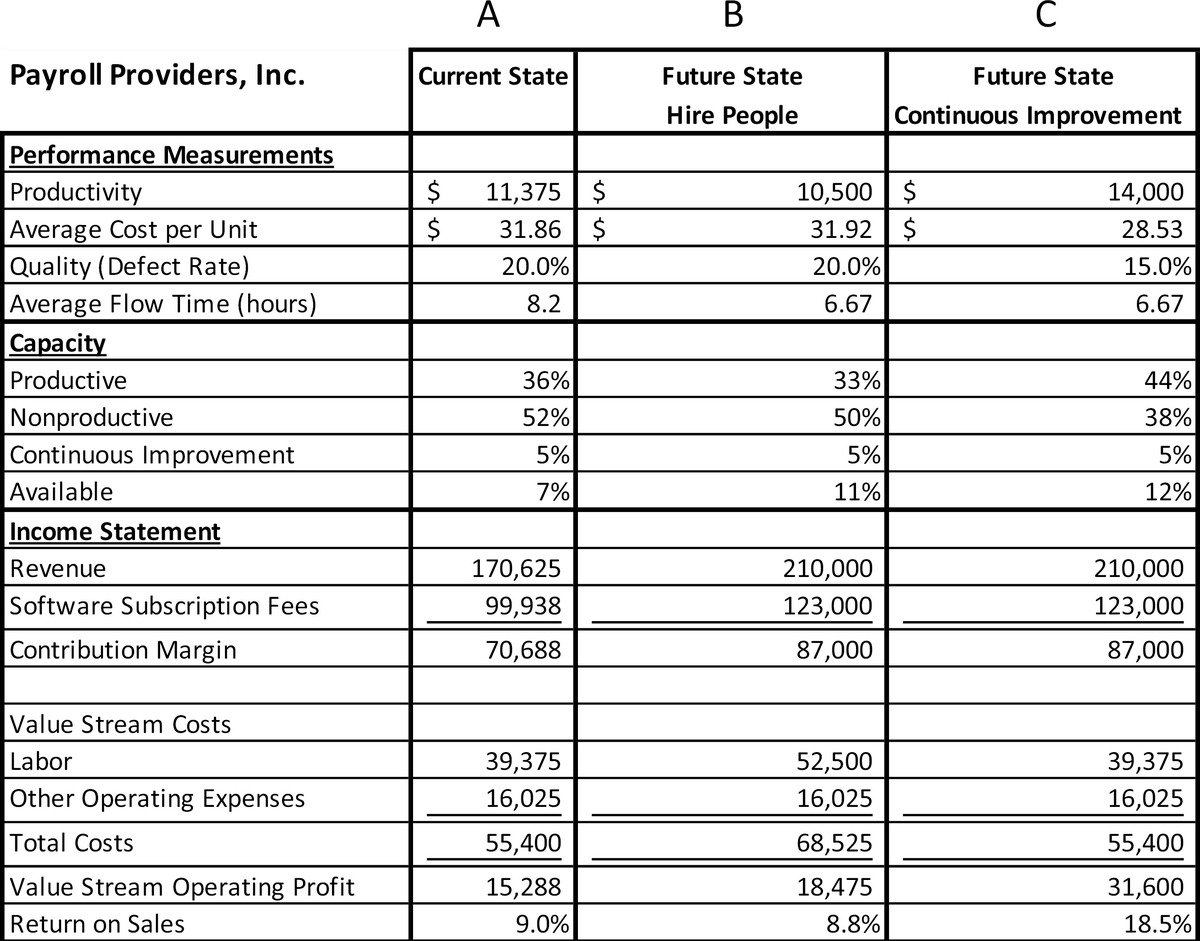 A B C
Payroll Providers, Inc. Current State Future State Future State
Hire People Continuous Improvement
Performance Measurements
Productivity $ 11,375 $ 10,500 $ 14,000
Average Cost per Unit $ 31.86 $ 31.92 $ 28.53
Quality (Defect Rate) 20.0% 20.0% 15.0%
Average Flow Time (hours) 8.2 6.67 6.67
Capacity
Productive 36% 33% 44%
Nonproductive 52% 50% 38%
Continuous Improvement 5% 5% 5%
Available 7% 11% 12%
Income Statement
Revenue 170,625 210,000 210,000
Software Subscription Fees 99,938 123,000 123,000
Contribution Margin 70,688 87,000 87,000
Value Stream Costs
Labor 39,375 52,500 39,375
Other Operating Expenses 16,025 16,025 16,025
Total Costs 55,400 68,525 55,400
Value Stream Operating Profit 15,288 18,475 31,600
Return on Sales 9.0% 8.8% 18.5%